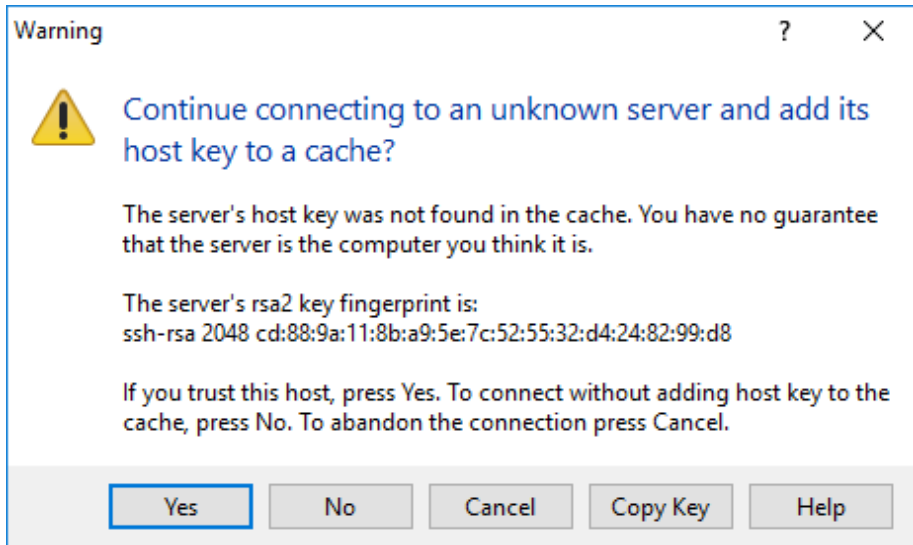 Warning
?
Continue connecting to an unknown server and add its
host key to a cache?
The server's host key was not found in the cache. You have no guarantee
that the server is the computer you think it is.
The server's rsa2 key fingerprint is:
ssh-rsa 2048 cd:88:9a:11:8b:a9:5e:7c:52:55:32:d4:24:82:99:d8
If you trust this host, press Yes. To connect without adding host key to the
cache, press No. To abandon the connection press Cancel.
Yes No Cancel Copy Key Help